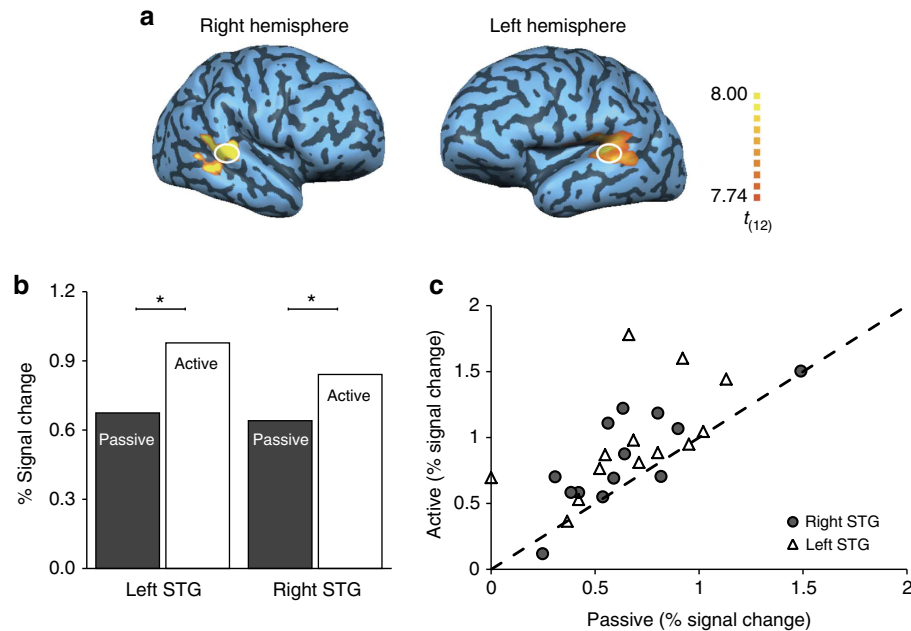 a
Right hemisphere
Left hemisphere
8.00
7.74
t(12)
b
% Signal change
1.2
0.9
0.6
0.3
0.0
*
*
Passive
Active
Passive
Active
Left STG
Right STG
c
Active (% signal change)
2
1.5
1
0.5
0
Right STG
Left STG
0
0.5
1
1.5
2
Passive (% signal change)